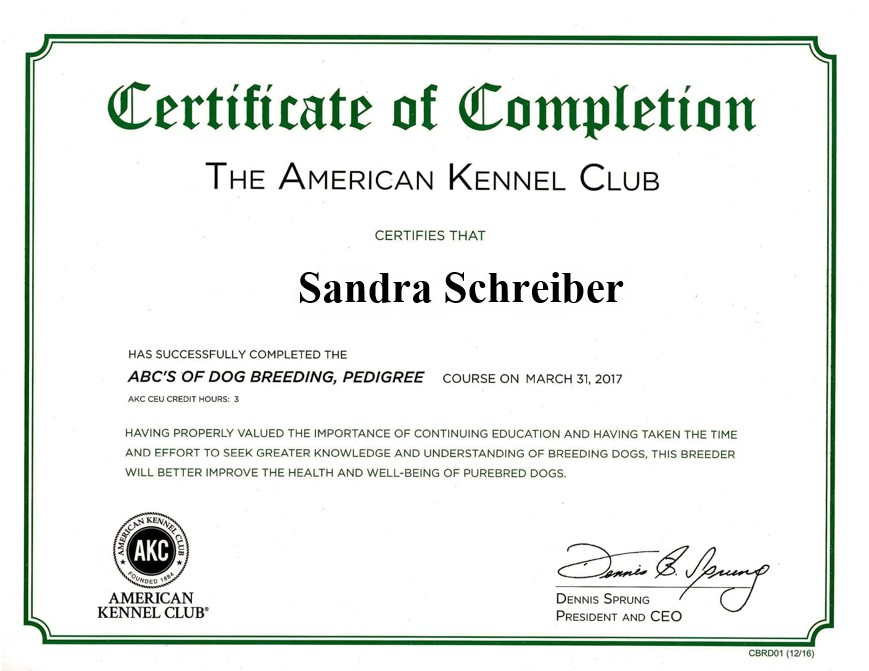 Certificate of Completion
THE AMERICAN KENNEL CLUB
CERTIFIES THAT
Sandra Schreiber
HAS SUCCESSFULLY COMPLETED THE
ABC'S OF DOG BREEDING, PEDIGREE COURSE ON MARCH 31, 2017
AKC CEU CREDIT HOURS: 3
HAVING PROPERLY VALUED THE IMPORTANCE OF CONTINUING EDUCATION AND HAVING TAKEN THE TIME
AND EFFORT TO SEEK GREATER KNOWLEDGE AND UNDERSTANDING OF BREEDING DOGS, THIS BREEDER
WILL BETTER IMPROVE THE HEALTH AND WELL-BEING OF PUREBRED DOGS.
AMERICAN KENNEL CLUB
AKC
FOUNDED 1884
AMERICAN
KENNEL CLUB®
Dennis B. Sprung
DENNIS SPRUNG
PRESIDENT AND CEO
CBRD01 (12/16)